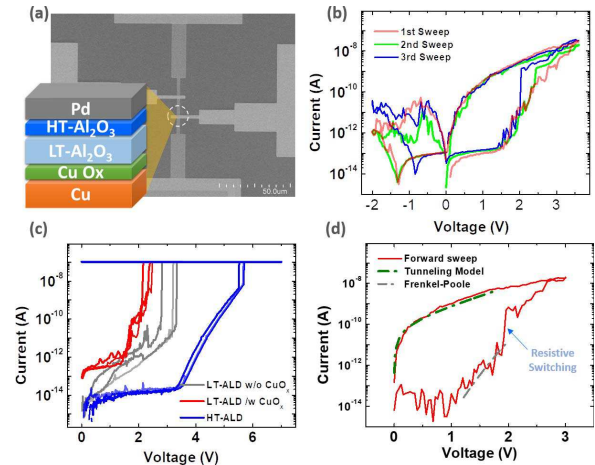 (a)
Pd
HT-Al₂O₃
LT-Al₂O₃
Cu Ox
Cu
50.0um
(b)
Current (A)
10⁻⁸
10⁻¹⁰
10⁻¹²
10⁻¹⁴
1st Sweep
2nd Sweep
3rd Sweep
-2 -1 0 1 2 3 4
Voltage (V)
(c)
Current (A)
10⁻⁸
10⁻¹⁰
10⁻¹²
10⁻¹⁴
LT-ALD w/o CuOₓ
LT-ALD /w CuOₓ
HT-ALD
0 2 4 6
Voltage (V)
(d)
Current (A)
10⁻⁸
10⁻¹⁰
10⁻¹²
10⁻¹⁴
Forward sweep
Tunneling Model
Frenkel-Poole
Resistive
Switching
0 1 2 3
Voltage (V)